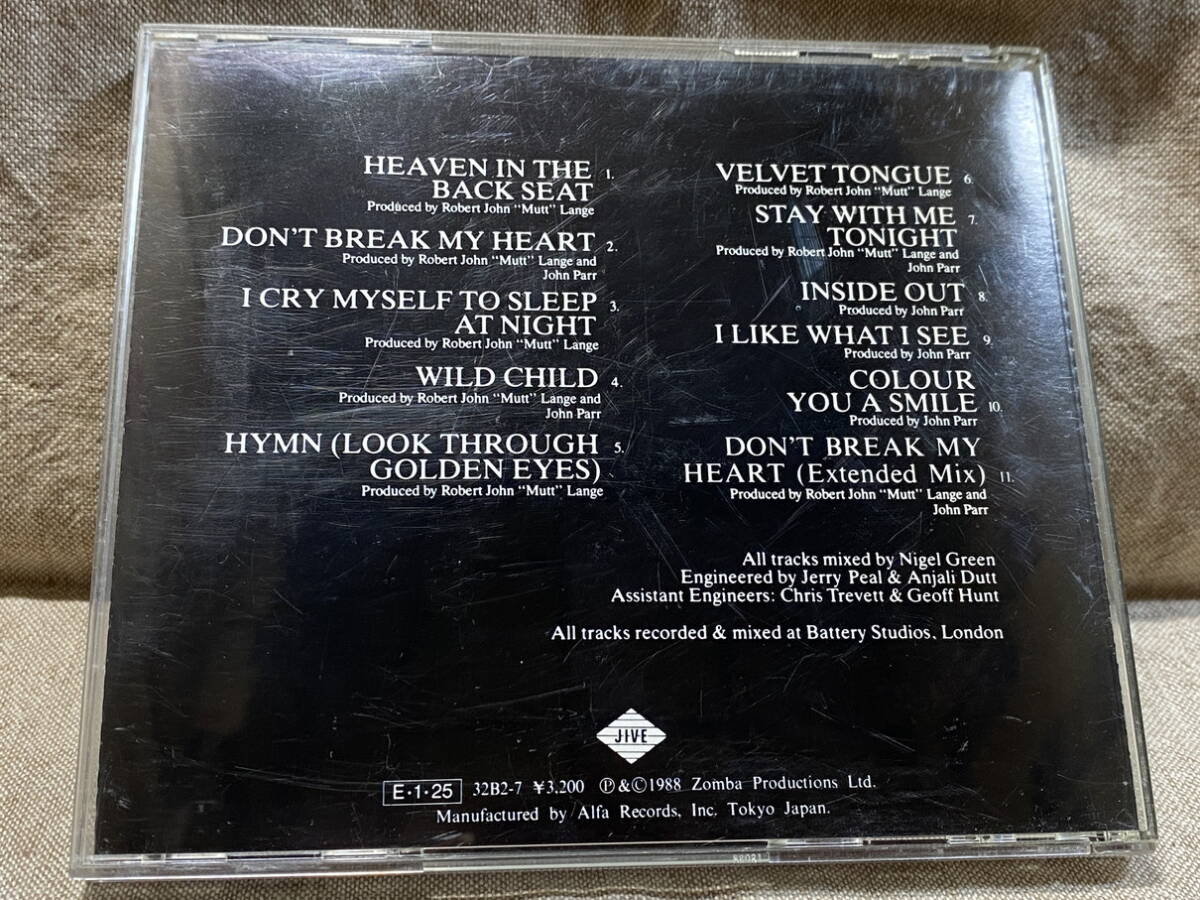 HEAVEN IN THE 1.
BACK SEAT
Produced by Robert John "Mutt" Lange
DON'T BREAK MY HEART 2.
Produced by Robert John "Mutt" Lange and
John Parr
I CRY MYSELF TO SLEEP 3.
AT NIGHT
Produced by Robert John "Mutt" Lange
WILD CHILD 4.
Produced by Robert John "Mutt" Lange and
John Parr
HYMN (LOOK THROUGH 5.
GOLDEN EYES)
Produced by Robert John "Mutt" Lange
VELVET TONGUE 6.
Produced by Robert John "Mutt" Lange
STAY WITH ME 7.
TONIGHT
Produced by Robert John "Mutt" Lange and
John Parr
INSIDE OUT 8.
Produced by John Parr
I LIKE WHAT I SEE 9.
Produced by John Parr
COLOUR
YOU A SMILE 10.
Produced by John Parr
DON'T BREAK MY
HEART (Extended Mix) 11.
Produced by Robert John "Mutt" Lange and
John Parr
All tracks mixed by Nigel Green
Engineered by Jerry Peal & Anjali Dutt
Assistant Engineers: Chris Trevett & Geoff Hunt
All tracks recorded & mixed at Battery Studios, London
JIVE
E·1·25 32B2-7 ¥3,200 ℗&©1988 Zomba Productions Ltd.
Manufactured by Alfa Records, Inc. Tokyo Japan.